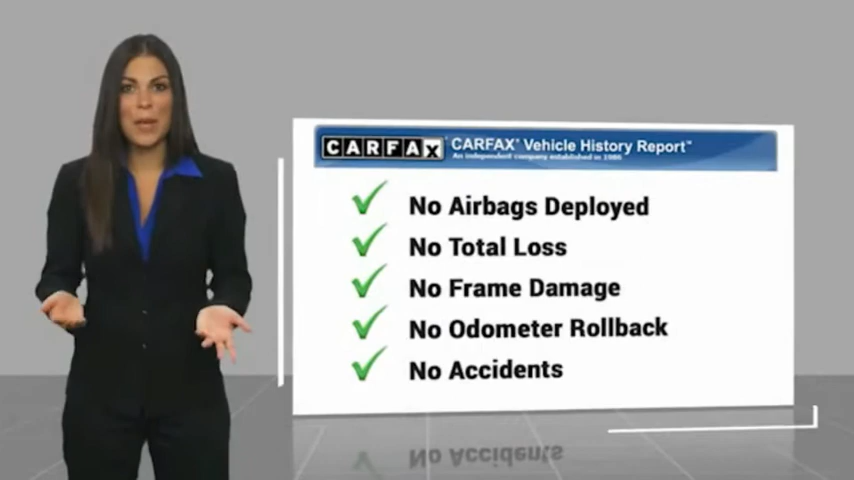 CARFAX CARFAX® Vehicle History Report™
An independent company established in 1986
No Airbags Deployed
No Total Loss
No Frame Damage
No Odometer Rollback
No Accidents
No Accidents